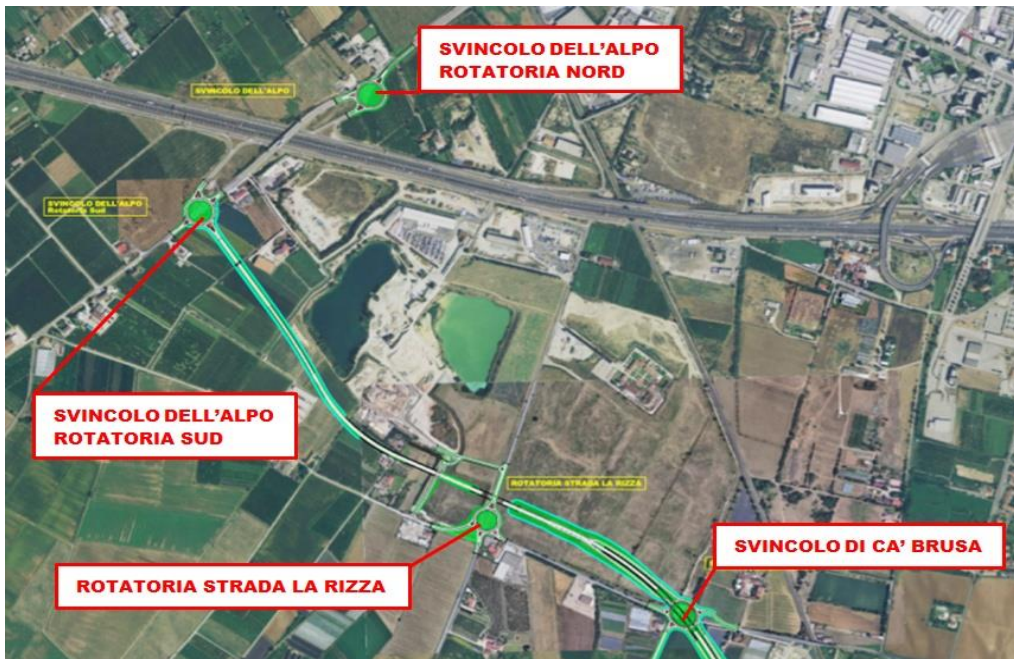 SVINCOLO DELL'ALPO
ROTATORIA NORD
SVINCOLO DELL'ALPO
SVINCOLO DELL'ALPO
Rotatoria Sud
SVINCOLO DELL'ALPO
ROTATORIA SUD
ROTATORIA STRADA LA RIZZA
SVINCOLO DI CA' BRUSA
ROTATORIA STRADA LA RIZZA